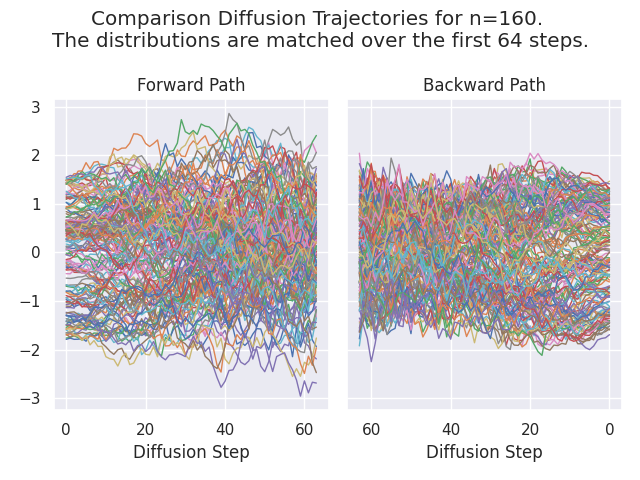 Comparison Diffusion Trajectories for n=160.
The distributions are matched over the first 64 steps.
Forward Path
Backward Path
3
2
1
0
−1
−2
−3
0 20 40 60
60 40 20 0
Diffusion Step
Diffusion Step